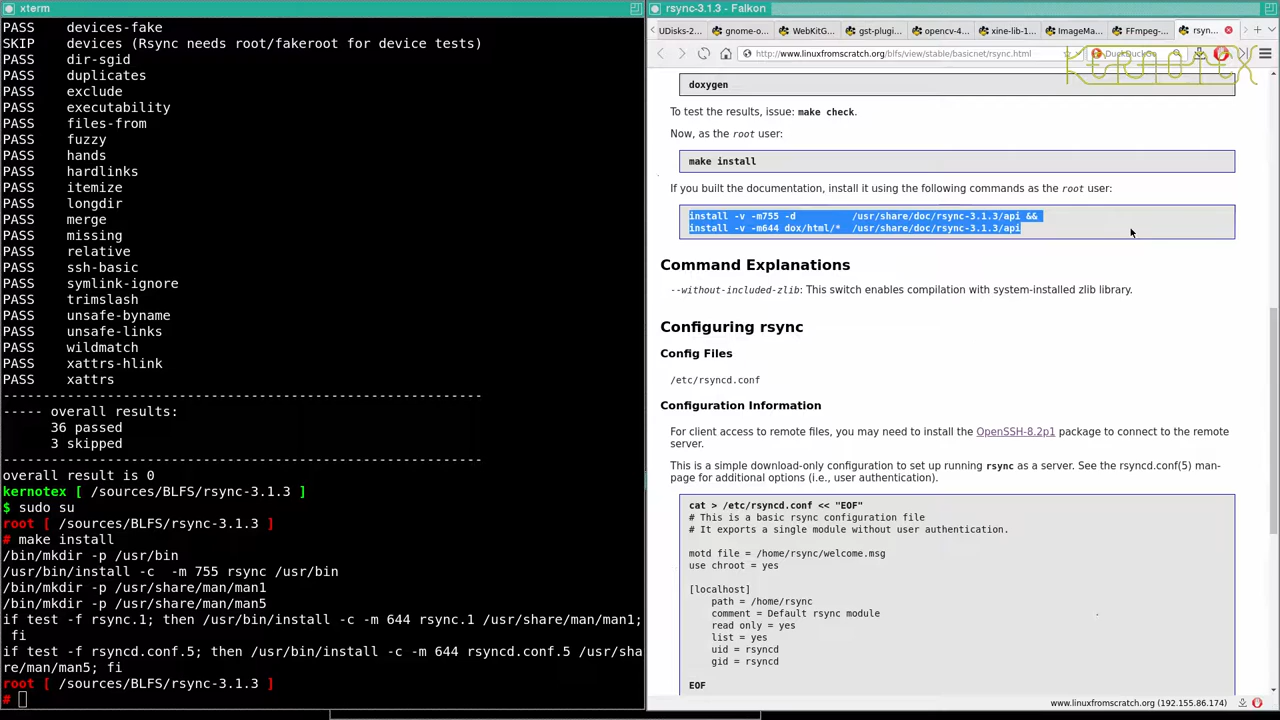 xterm
PASS    devices-fake
SKIP    devices (Rsync needs root/fakeroot for device tests)
PASS    dir-sgid
PASS    duplicates
PASS    exclude
PASS    executability
PASS    files-from
PASS    fuzzy
PASS    hands
PASS    hardlinks
PASS    itemize
PASS    longdir
PASS    merge
PASS    missing
PASS    relative
PASS    ssh-basic
PASS    symlink-ignore
PASS    trimslash
PASS    unsafe-byname
PASS    unsafe-links
PASS    wildmatch
PASS    xattrs-hlink
PASS    xattrs
------------------------------------------------------------
----- overall results:
      36 passed
      3 skipped
------------------------------------------------------------
overall result is 0
kernotex [ /sources/BLFS/rsync-3.1.3 ]
$ sudo su
root [ /sources/BLFS/rsync-3.1.3 ]
# make install
/bin/mkdir -p /usr/bin
/usr/bin/install -c  -m 755 rsync /usr/bin
/bin/mkdir -p /usr/share/man/man1
/bin/mkdir -p /usr/share/man/man5
if test -f rsync.1; then /usr/bin/install -c -m 644 rsync.1 /usr/share/man/man1;
 fi
if test -f rsyncd.conf.5; then /usr/bin/install -c -m 644 rsyncd.conf.5 /usr/sha
re/man/man5; fi
root [ /sources/BLFS/rsync-3.1.3 ]
#
rsync-3.1.3 - Falkon
UDisks-2... gnome-o... WebKitG... gst-plugi... opencv-4... xine-lib-1... ImageMa... FFmpeg-... rsyn...
http://www.linuxfromscratch.org/blfs/view/stable/basicnet/rsync.html DuckDuckGo
KERNOTEX
doxygen
To test the results, issue: make check.
Now, as the root user:
make install
If you built the documentation, install it using the following commands as the root user:
install -v -m755 -d          /usr/share/doc/rsync-3.1.3/api &&
install -v -m644 dox/html/*  /usr/share/doc/rsync-3.1.3/api
Command Explanations
--without-included-zlib: This switch enables compilation with system-installed zlib library.
Configuring rsync
Config Files
/etc/rsyncd.conf
Configuration Information
For client access to remote files, you may need to install the OpenSSH-8.2p1 package to connect to the remote
server.
This is a simple download-only configuration to set up running rsync as a server. See the rsyncd.conf(5) man-
page for additional options (i.e., user authentication).
cat > /etc/rsyncd.conf << "EOF"
# This is a basic rsync configuration file
# It exports a single module without user authentication.
motd file = /home/rsync/welcome.msg
use chroot = yes
[localhost]
    path = /home/rsync
    comment = Default rsync module
    read only = yes
    list = yes
    uid = rsyncd
    gid = rsyncd
EOF
www.linuxfromscratch.org (192.155.86.174)